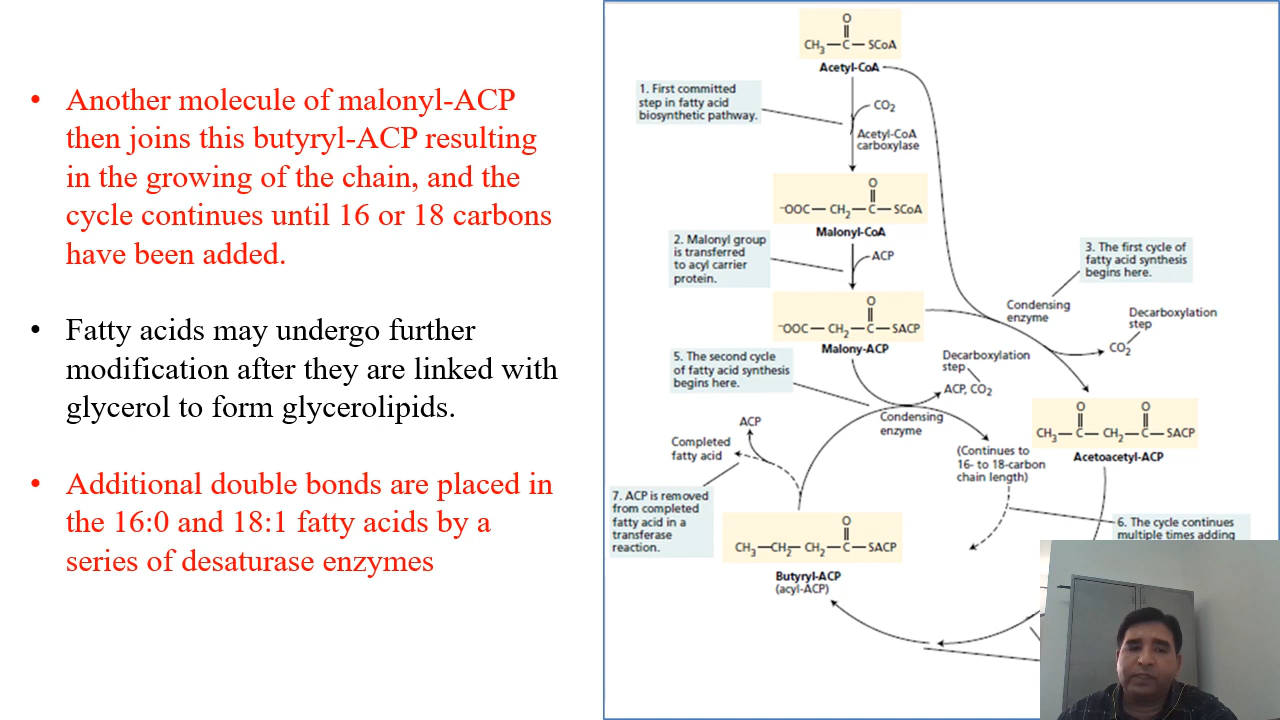 • Another molecule of malonyl-ACP
then joins this butyryl-ACP resulting
in the growing of the chain, and the
cycle continues until 16 or 18 carbons
have been added.
• Fatty acids may undergo further
modification after they are linked with
glycerol to form glycerolipids.
• Additional double bonds are placed in
the 16:0 and 18:1 fatty acids by a
series of desaturase enzymes
O
CH3—C—SCoA
Acetyl-CoA
1. First committed
step in fatty acid
biosynthetic pathway.
CO2
Acetyl-CoA
carboxylase
O
⁻OOC—CH2—C—SCoA
Malonyl-CoA
2. Malonyl group
is transferred
to acyl carrier
protein.
ACP
3. The first cycle of
fatty acid synthesis
begins here.
O
⁻OOC—CH2—C—SACP
Malony-ACP
Condensing
enzyme
Decarboxylation
step
CO2
5. The second cycle
of fatty acid synthesis
begins here.
Decarboxylation
step
ACP, CO2
Condensing
enzyme
O O
CH3—C—CH2—C—SACP
Acetoacetyl-ACP
ACP
Completed
fatty acid
(Continues to
16- to 18-carbon
chain length)
7. ACP is removed
from completed
fatty acid in a
transferase
reaction.
6. The cycle continues
multiple times adding
O
CH3—CH2—CH2—C—SACP
Butyryl-ACP
(acyl-ACP)